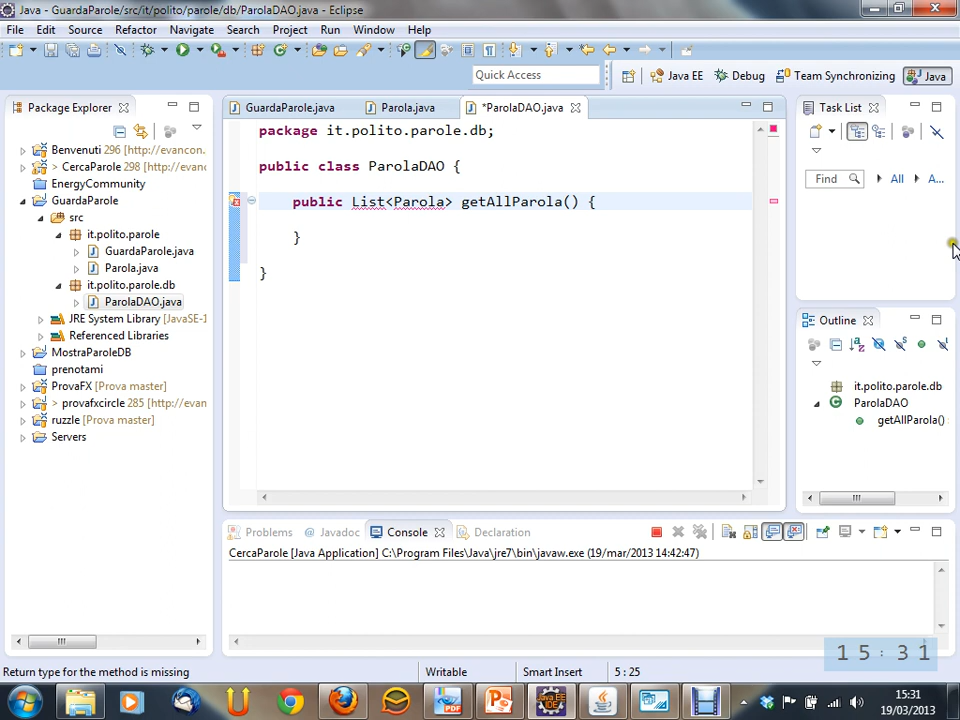 Java - GuardaParole/src/it/polito/parole/db/ParolaDAO.java - Eclipse
File Edit Source Refactor Navigate Search Project Run Window Help
Quick Access
Java EE Debug Team Synchronizing Java
Package Explorer
GuardaParole.java Parola.java *ParolaDAO.java
Task List
Benvenuti 296 [http://evancon.
> CercaParole 298 [http://evanc
EnergyCommunity
GuardaParole
src
it.polito.parole
GuardaParole.java
Parola.java
it.polito.parole.db
ParolaDAO.java
JRE System Library [JavaSE-1
Referenced Libraries
MostraParoleDB
prenotami
ProvaFX [Prova master]
> provafxcircle 285 [http://evan
ruzzle [Prova master]
Servers
package it.polito.parole.db;
public class ParolaDAO {
public List<Parola> getAllParola() {
}
}
Find All A...
Outline
it.polito.parole.db
ParolaDAO
getAllParola() :
Problems @ Javadoc Console Declaration
CercaParole [Java Application] C:\Program Files\Java\jre7\bin\javaw.exe (19/mar/2013 14:42:47)
15:31
Return type for the method is missing Writable Smart Insert 5 : 25
15:31
19/03/2013